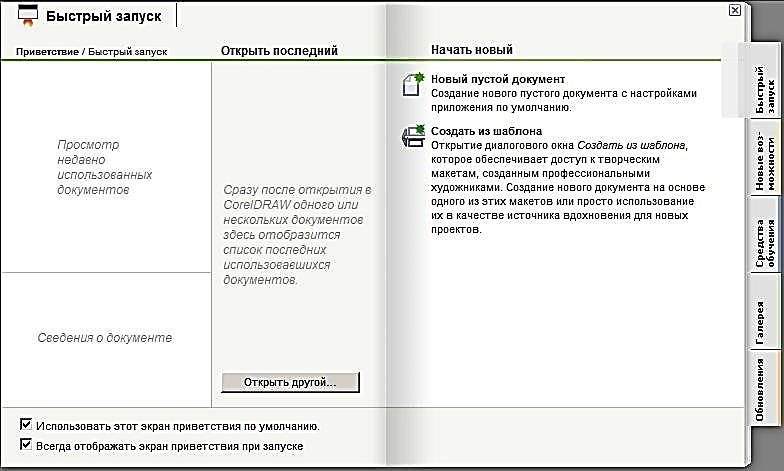 Быстрый запуск
Приветствие / Быстрый запуск
Открыть последний
Начать новый
Просмотр
недавно
использованных
документов
Сведения о документе
Сразу после открытия в
CorelDRAW одного или
нескольких документов
здесь отобразится
список последних
использовавшихся
документов.
Открыть другой...
Новый пустой документ
Создание нового пустого документа с настройками
приложения по умолчанию.
Создать из шаблона
Открытие диалогового окна Создать из шаблона,
которое обеспечивает доступ к творческим
макетам, созданным профессиональными
художниками. Создание нового документа на основе
одного из этих макетов или просто использование
их в качестве источника вдохновения для новых
проектов.
Быстрый
запуск
Новые воз-
можности
Средства
обучения
Галерея
Обновления
Использовать этот экран приветствия по умолчанию.
Всегда отображать экран приветствия при запуске